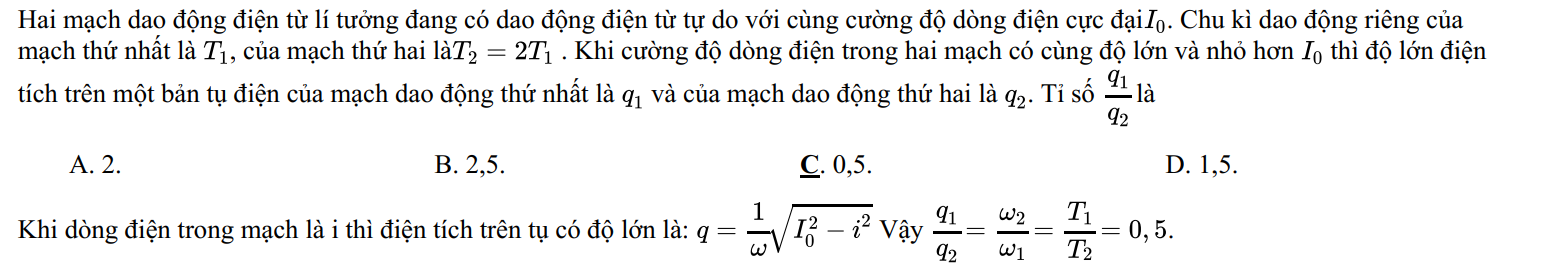 Hai mạch dao động điện từ lí tưởng đang có dao động điện từ tự do với cùng cường độ dòng điện cực đại$I_0$. Chu kì dao động riêng của
mạch thứ nhất là $T_1$, của mạch thứ hai là$T_2 = 2T_1$ . Khi cường độ dòng điện trong hai mạch có cùng độ lớn và nhỏ hơn $I_0$ thì độ lớn điện
tích trên một bản tụ điện của mạch dao động thứ nhất là $q_1$ và của mạch dao động thứ hai là $q_2$. Tỉ số $\frac{q_1}{q_2}$ là
A. 2. B. 2,5. C. 0,5. D. 1,5.
Khi dòng điện trong mạch là i thì điện tích trên tụ có độ lớn là: $q = \frac{1}{\omega}\sqrt{I_0^2 - i^2}$ Vậy $\frac{q_1}{q_2} = \frac{\omega_2}{\omega_1} = \frac{T_1}{T_2} = 0,5.$